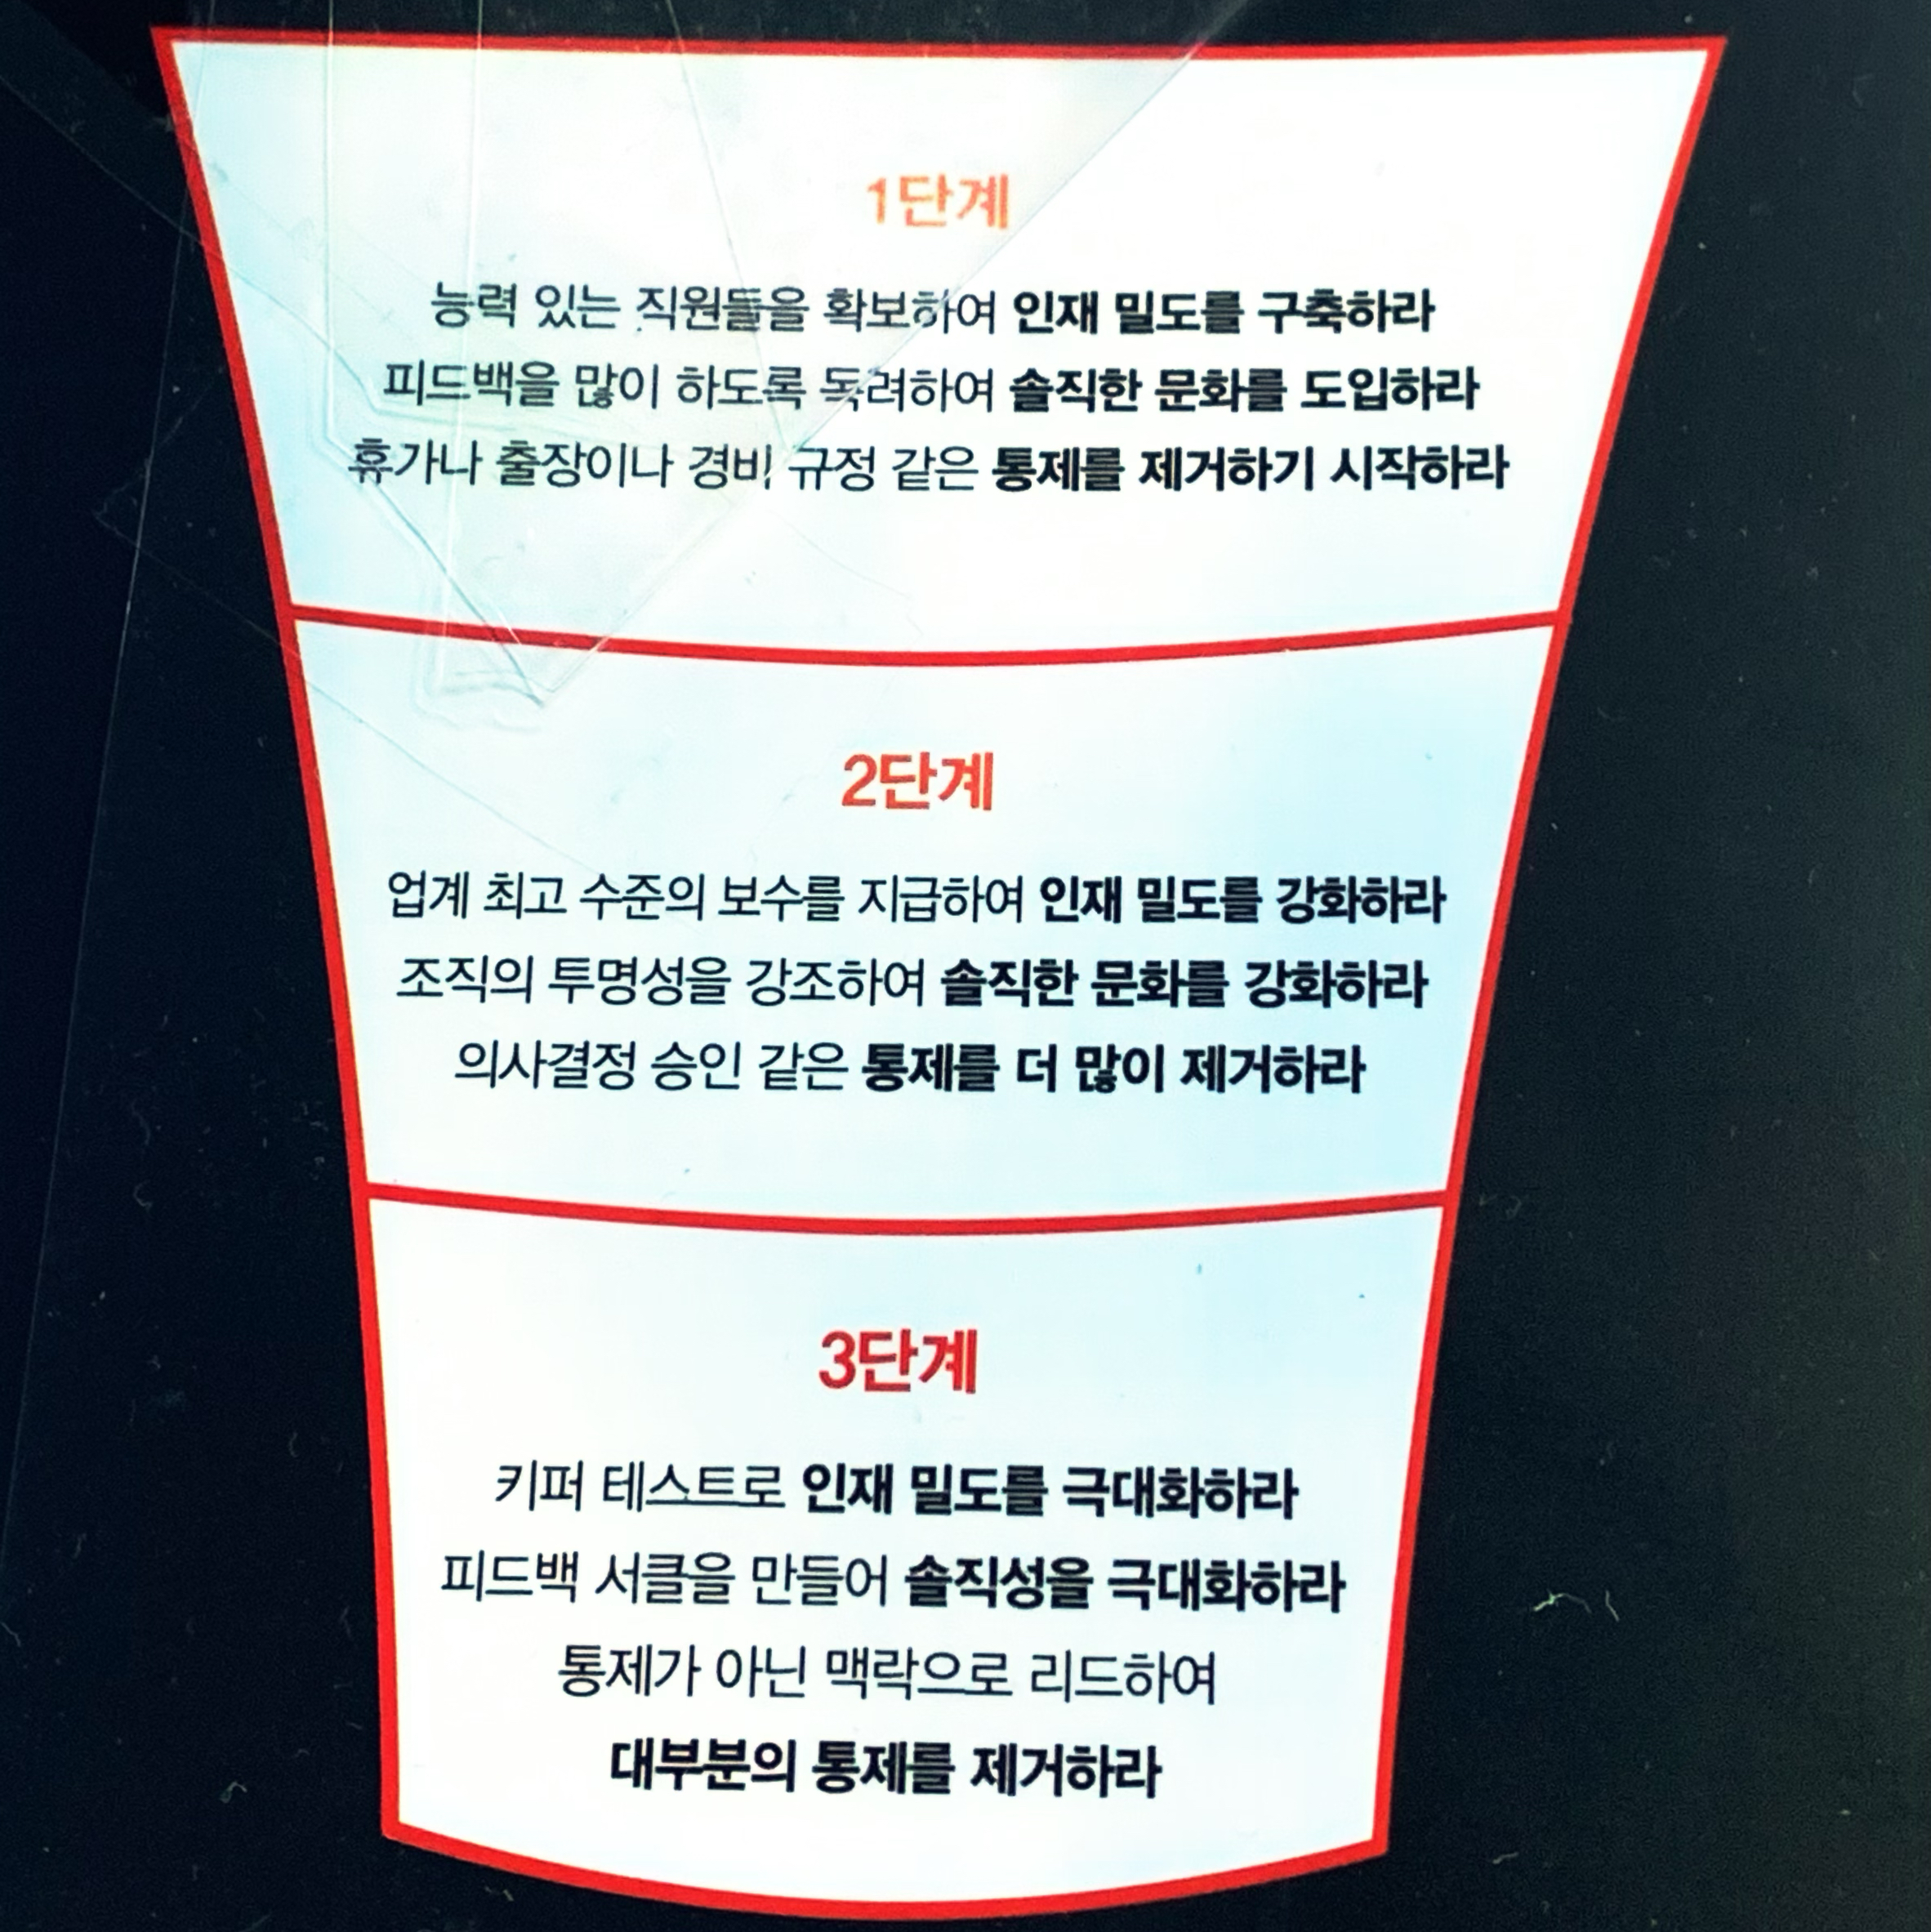 1단계
능력 있는 직원들을 확보하여 인재 밀도를 구축하라
피드백을 많이 하도록 독려하여 솔직한 문화를 도입하라
휴가나 출장이나 경비 규정 같은 통제를 제거하기 시작하라
2단계
업계 최고 수준의 보수를 지급하여 인재 밀도를 강화하라
조직의 투명성을 강조하여 솔직한 문화를 강화하라
의사결정 승인 같은 통제를 더 많이 제거하라
3단계
키퍼 테스트로 인재 밀도를 극대화하라
피드백 서클을 만들어 솔직성을 극대화하라
통제가 아닌 맥락으로 리드하여
대부분의 통제를 제거하라